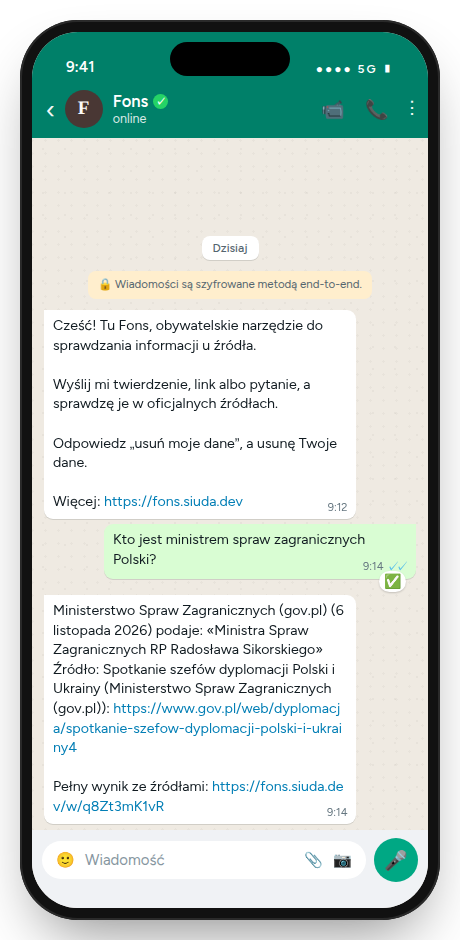 9:41
5G
F
Fons
online
Dzisiaj
🔒 Wiadomości są szyfrowane metodą end-to-end.
Cześć! Tu Fons, obywatelskie narzędzie do
sprawdzania informacji u źródła.
Wyślij mi twierdzenie, link albo pytanie, a
sprawdzę je w oficjalnych źródłach.
Odpowiedz „usuń moje dane”, a usunę Twoje
dane.
Więcej: https://fons.siuda.dev
9:12
Kto jest ministrem spraw zagranicznych
Polski?
9:14
Ministerstwo Spraw Zagranicznych (gov.pl) (6
listopada 2026) podaje: «Ministra Spraw
Zagranicznych RP Radosława Sikorskiego»
Źródło: Spotkanie szefów dyplomacji Polski i
Ukrainy (Ministerstwo Spraw Zagranicznych
(gov.pl)): https://www.gov.pl/web/dyplomacj
a/spotkanie-szefow-dyplomacji-polski-i-ukrai
ny4
Pełny wynik ze źródłami: https://fons.siuda.de
v/w/q8Zt3mK1vR
9:14
Wiadomość